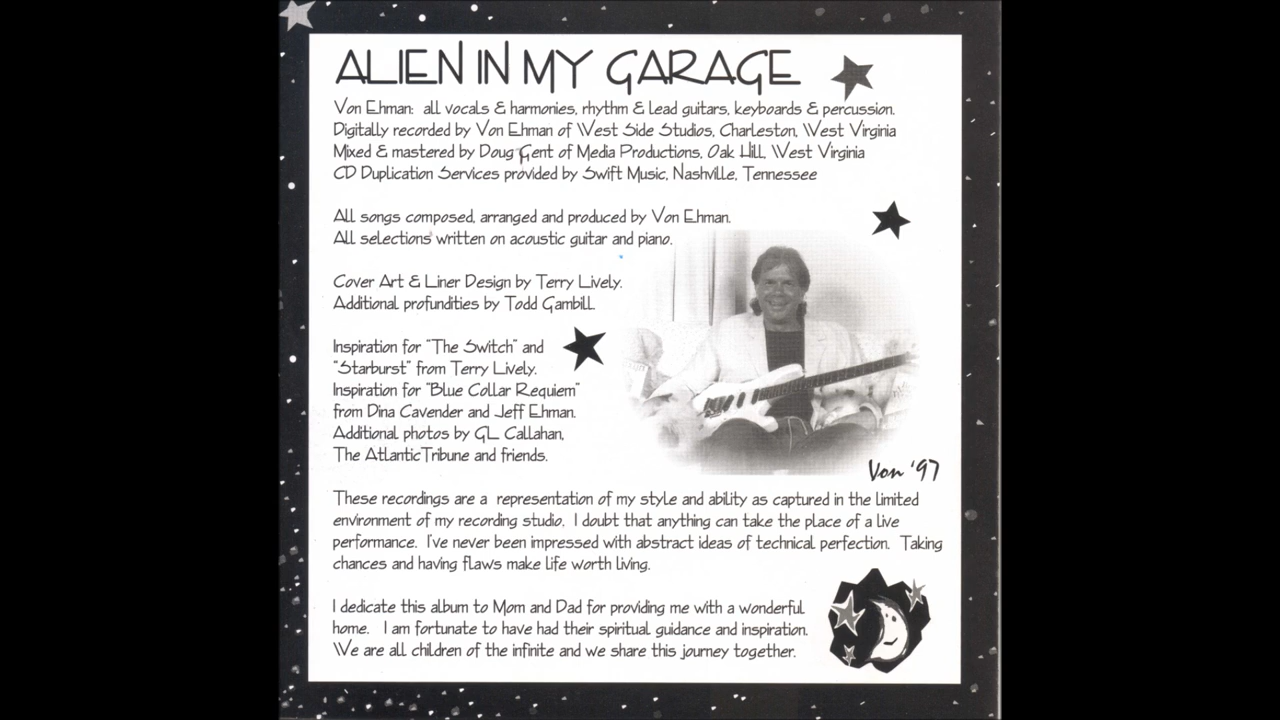 ALIEN IN MY GARAGE
Von Ehman: all vocals & harmonies, rhythm & lead guitars, keyboards & percussion.
Digitally recorded by Von Ehman of West Side Studios, Charleston, West Virginia
Mixed & mastered by Doug Gent of Media Productions, Oak Hill, West Virginia
CD Duplication Services provided by Swift Music, Nashville, Tennessee
All songs composed, arranged and produced by Von Ehman.
All selections written on acoustic guitar and piano.
Cover Art & Liner Design by Terry Lively.
Additional profundities by Todd Gambill.
Inspiration for "The Switch" and
"Starburst" from Terry Lively.
Inspiration for "Blue Collar Requiem"
from Dina Cavender and Jeff Ehman.
Additional photos by GL Callahan,
The AtlanticTribune and friends.
Von '97
These recordings are a representation of my style and ability as captured in the limited
environment of my recording studio. I doubt that anything can take the place of a live
performance. I've never been impressed with abstract ideas of technical perfection. Taking
chances and having flaws make life worth living.
I dedicate this album to Mom and Dad for providing me with a wonderful
home. I am fortunate to have had their spiritual guidance and inspiration.
We are all children of the infinite and we share this journey together.